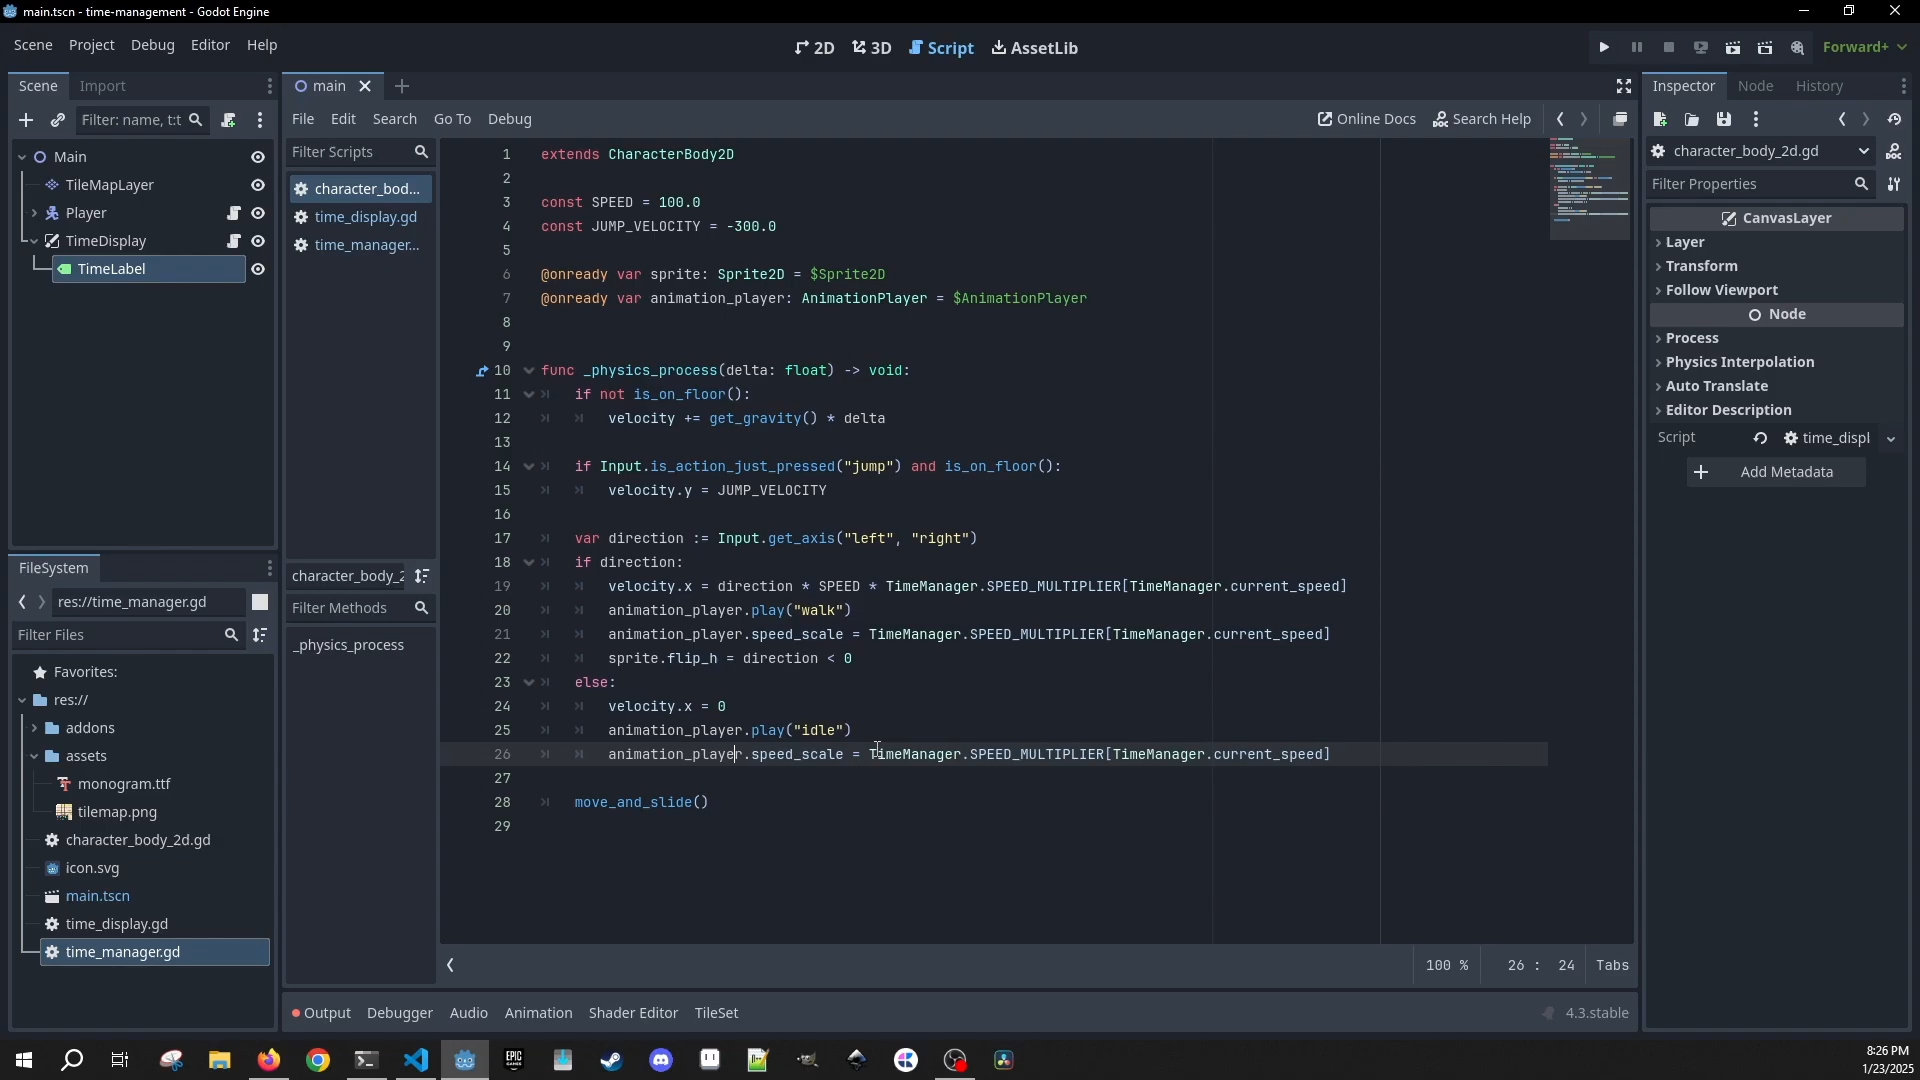 main.tscn - time-management - Godot Engine
Scene Project Debug Editor Help
2D 3D Script AssetLib
Forward+
Scene Import
Filter: name, t:t
Main
TileMapLayer
Player
TimeDisplay
TimeLabel
FileSystem
res://time_manager.gd
Filter Files
Favorites:
res://
addons
assets
monogram.ttf
tilemap.png
character_body_2d.gd
icon.svg
main.tscn
time_display.gd
time_manager.gd
main
File Edit Search Go To Debug
Online Docs Search Help
Filter Scripts
character_bod...
time_display.gd
time_manager...
character_body_2
Filter Methods
_physics_process
1 extends CharacterBody2D
2
3 const SPEED = 100.0
4 const JUMP_VELOCITY = -300.0
5
6 @onready var sprite: Sprite2D = $Sprite2D
7 @onready var animation_player: AnimationPlayer = $AnimationPlayer
8
9
10 func _physics_process(delta: float) -> void:
11 if not is_on_floor():
12 velocity += get_gravity() * delta
13
14 if Input.is_action_just_pressed("jump") and is_on_floor():
15 velocity.y = JUMP_VELOCITY
16
17 var direction := Input.get_axis("left", "right")
18 if direction:
19 velocity.x = direction * SPEED * TimeManager.SPEED_MULTIPLIER[TimeManager.current_speed]
20 animation_player.play("walk")
21 animation_player.speed_scale = TimeManager.SPEED_MULTIPLIER[TimeManager.current_speed]
22 sprite.flip_h = direction < 0
23 else:
24 velocity.x = 0
25 animation_player.play("idle")
26 animation_player.speed_scale = TimeManager.SPEED_MULTIPLIER[TimeManager.current_speed]
27
28 move_and_slide()
29
100 % 26 : 24 Tabs
Output Debugger Audio Animation Shader Editor TileSet
4.3.stable
Inspector Node History
character_body_2d.gd
Filter Properties
CanvasLayer
Layer
Transform
Follow Viewport
Node
Process
Physics Interpolation
Auto Translate
Editor Description
Script time_displ
Add Metadata
EPIC GAMES
8:26 PM
1/23/2025